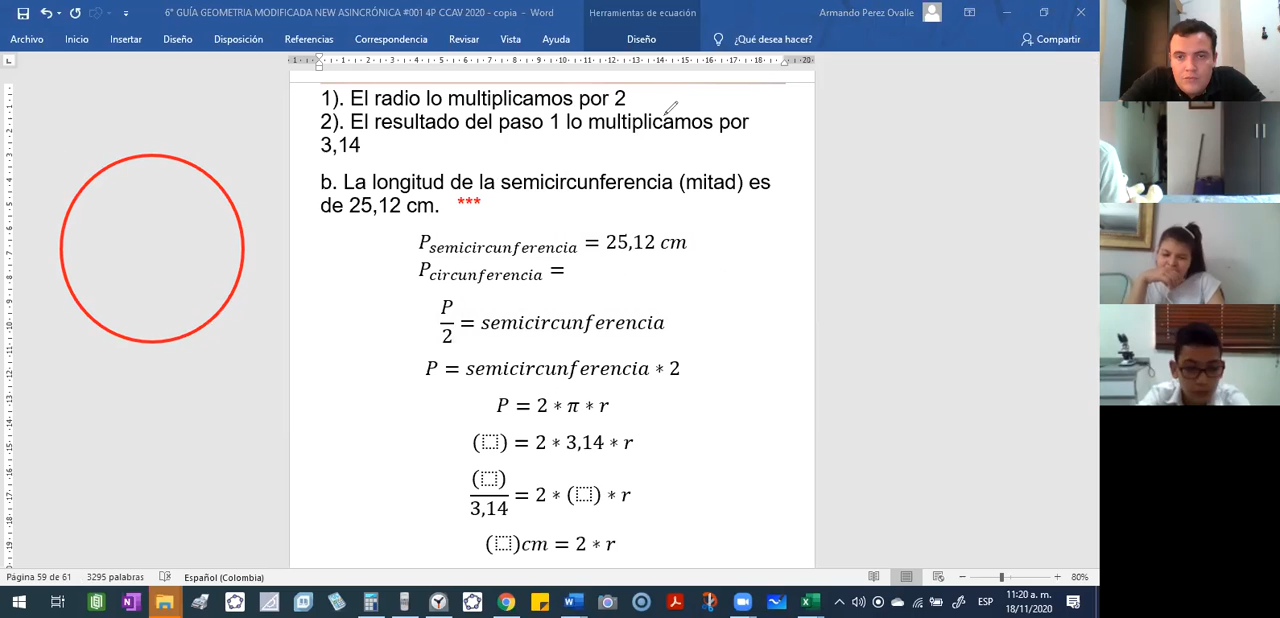 6° GUÍA GEOMETRIA MODIFICADA NEW ASINCRÓNICA #001 4P CCAV 2020 - copia - Word
Herramientas de ecuación
Armando Perez Ovalle
Archivo Inicio Insertar Diseño Disposición Referencias Correspondencia Revisar Vista Ayuda Diseño ¿Qué desea hacer? Compartir
1). El radio lo multiplicamos por 2
2). El resultado del paso 1 lo multiplicamos por
3,14
b. La longitud de la semicircunferencia (mitad) es
de 25,12 cm. ***
P semicircunferencia = 25,12 cm
P circunferencia =
P/2 = semicircunferencia
P = semicircunferencia * 2
P = 2 * π * r
( ) = 2 * 3,14 * r
( )/3,14 = 2 * ( ) * r
( )cm = 2 * r
Página 59 de 61 3295 palabras Español (Colombia) 80%
ESP
11:20 a. m.
18/11/2020